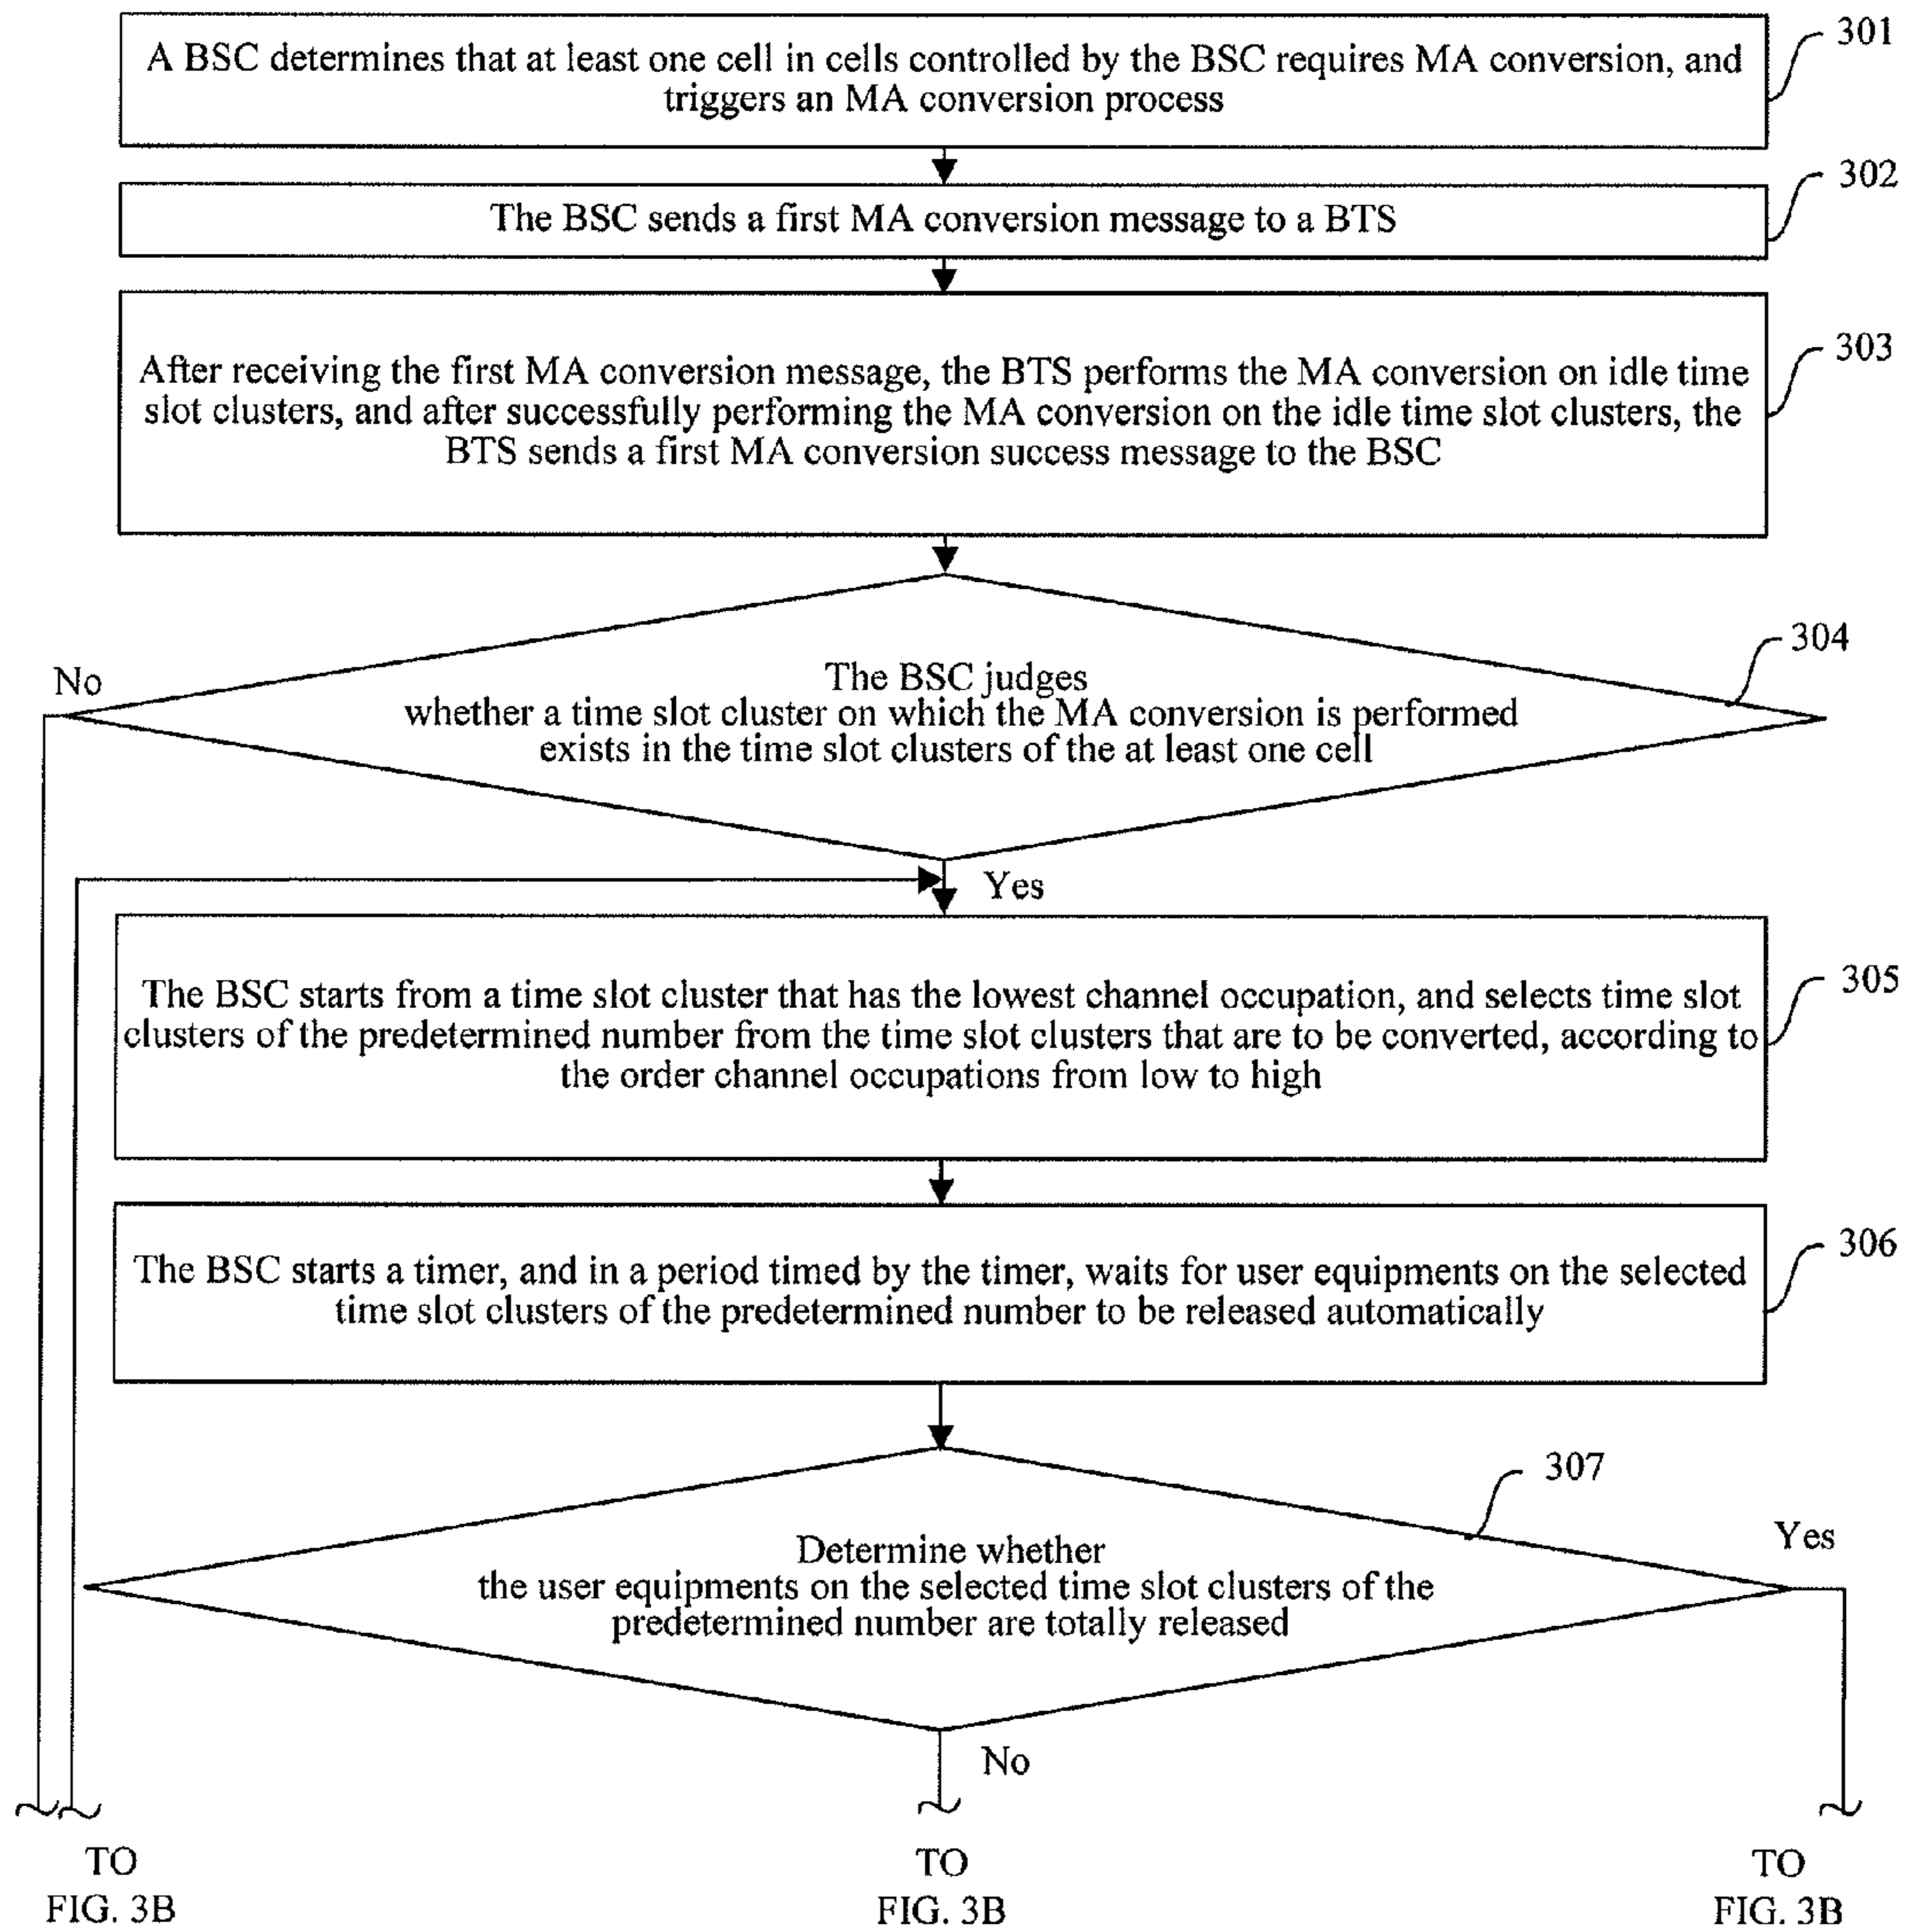 A BSC determines that at least one cell in cells controlled by the BSC requires MA conversion, and
triggers an MA conversion process
301
The BSC sends a first MA conversion message to a BTS
302
After receiving the first MA conversion message, the BTS performs the MA conversion on idle time
slot clusters, and after successfully performing the MA conversion on the idle time slot clusters, the
BTS sends a first MA conversion success message to the BSC
303
304
No
The BSC judges
whether a time slot cluster on which the MA conversion is performed
exists in the time slot clusters of the at least one cell
Yes
The BSC starts from a time slot cluster that has the lowest channel occupation, and selects time slot
clusters of the predetermined number from the time slot clusters that are to be converted, according to
the order channel occupations from low to high
305
The BSC starts a timer, and in a period timed by the timer, waits for user equipments on the selected
time slot clusters of the predetermined number to be released automatically
306
307
Yes
Determine whether
the user equipments on the selected time slot clusters of the
predetermined number are totally released
No
TO
FIG. 3B
TO
FIG. 3B
TO
FIG. 3B